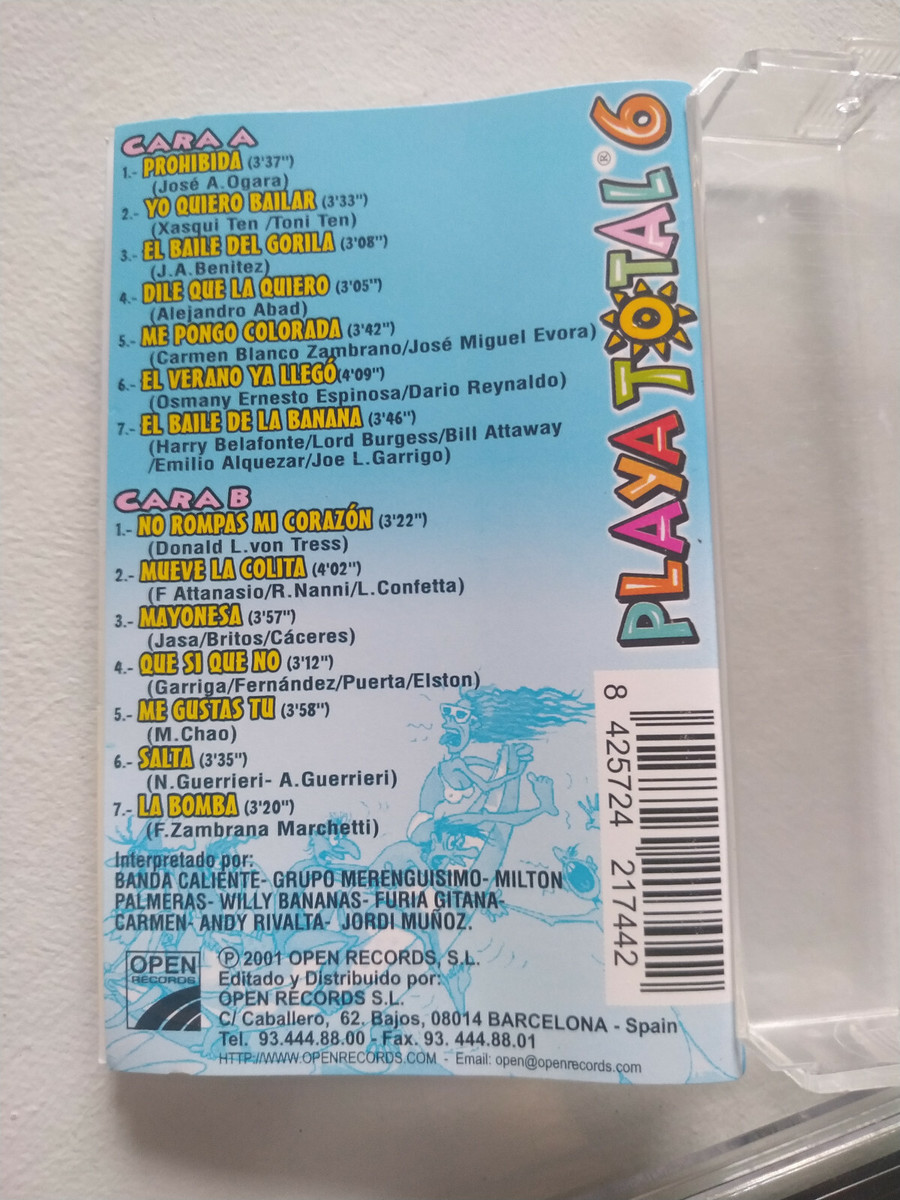 CARA A
1.- PROHIBIDA (3'37")
(José A.Ogara)
2.- YO QUIERO BAILAR (3'33")
(Xasqui Ten /Toni Ten)
3.- EL BAILE DEL GORILA (3'08")
(J.A.Benitez)
4.- DILE QUE LA QUIERO (3'05")
(Alejandro Abad)
5.- ME PONGO COLORADA (3'42")
(Carmen Blanco Zambrano/José Miguel Evora)
6.- EL VERANO YA LLEGÓ(4'09")
(Osmany Ernesto Espinosa/Dario Reynaldo)
7.- EL BAILE DE LA BANANA (3'46")
(Harry Belafonte/Lord Burgess/Bill Attaway
/Emilio Alquezar/Joe L.Garrigo)
CARA B
1.- NO ROMPAS MI CORAZÓN (3'22")
(Donald L.von Tress)
2.- MUEVE LA COLITA (4'02")
(F Attanasio/R.Nanni/L.Confetta)
3.- MAYONESA (3'57")
(Jasa/Britos/Cáceres)
4.- QUE SI QUE NO (3'12")
(Garriga/Fernández/Puerta/Elston)
5.- ME GUSTAS TU (3'58")
(M.Chao)
6.- SALTA (3'35")
(N.Guerrieri- A.Guerrieri)
7.- LA BOMBA (3'20")
(F.Zambrana Marchetti)
Interpretado por:
BANDA CALIENTE- GRUPO MERENGUISIMO- MILTON
PALMERAS- WILLY BANANAS- FURIA GITANA-
CARMEN- ANDY RIVALTA- JORDI MUÑOZ.
OPEN
RECORDS
Ⓟ 2001 OPEN RECORDS, S.L.
Editado y Distribuido por:
OPEN RECORDS S.L.
C/ Caballero, 62. Bajos, 08014 BARCELONA - Spain
Tel. 93.444.88.00 - Fax. 93. 444.88.01
HTTP://WWW.OPENRECORDS.COM - Email: open@openrecords.com
PLAYA TOTAL® 6
8 425724 217442